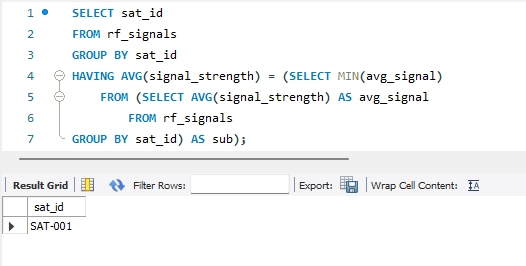 1 SELECT sat_id
2 FROM rf_signals
3 GROUP BY sat_id
4 HAVING AVG(signal_strength) = (SELECT MIN(avg_signal)
5 FROM (SELECT AVG(signal_strength) AS avg_signal
6 FROM rf_signals
7 GROUP BY sat_id) AS sub);
Result Grid Filter Rows: Export: Wrap Cell Content: IA
sat_id
SAT-001